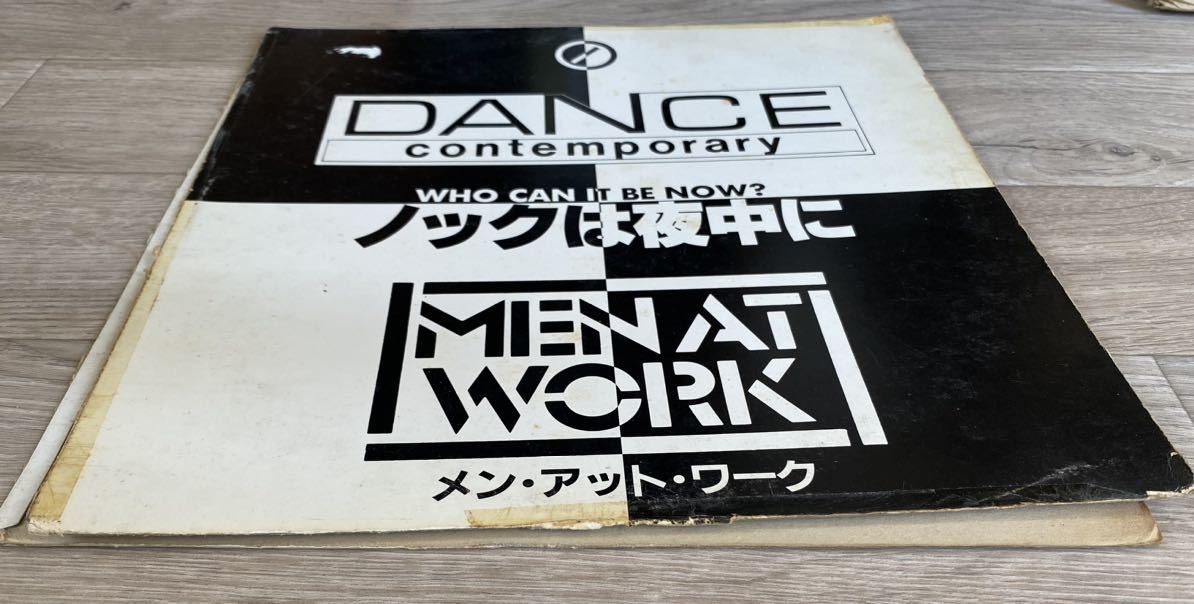 DANCE
contemporary
WHO CAN IT BE NOW?
ノックは夜中に
MEN AT
WORK
メン・アット・ワーク